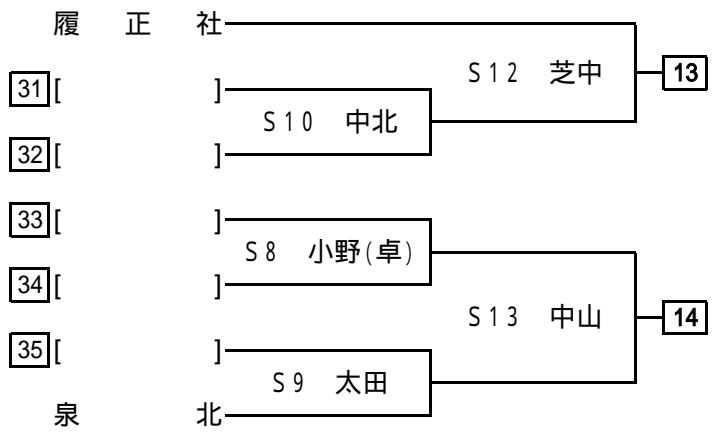 履 正 社
S12 芝中
13
31[ ]
S10 中北
32[ ]
33[ ]
S8 小野(卓)
34[ ]
S13 中山
14
35[ ]
S9 太田
泉 北